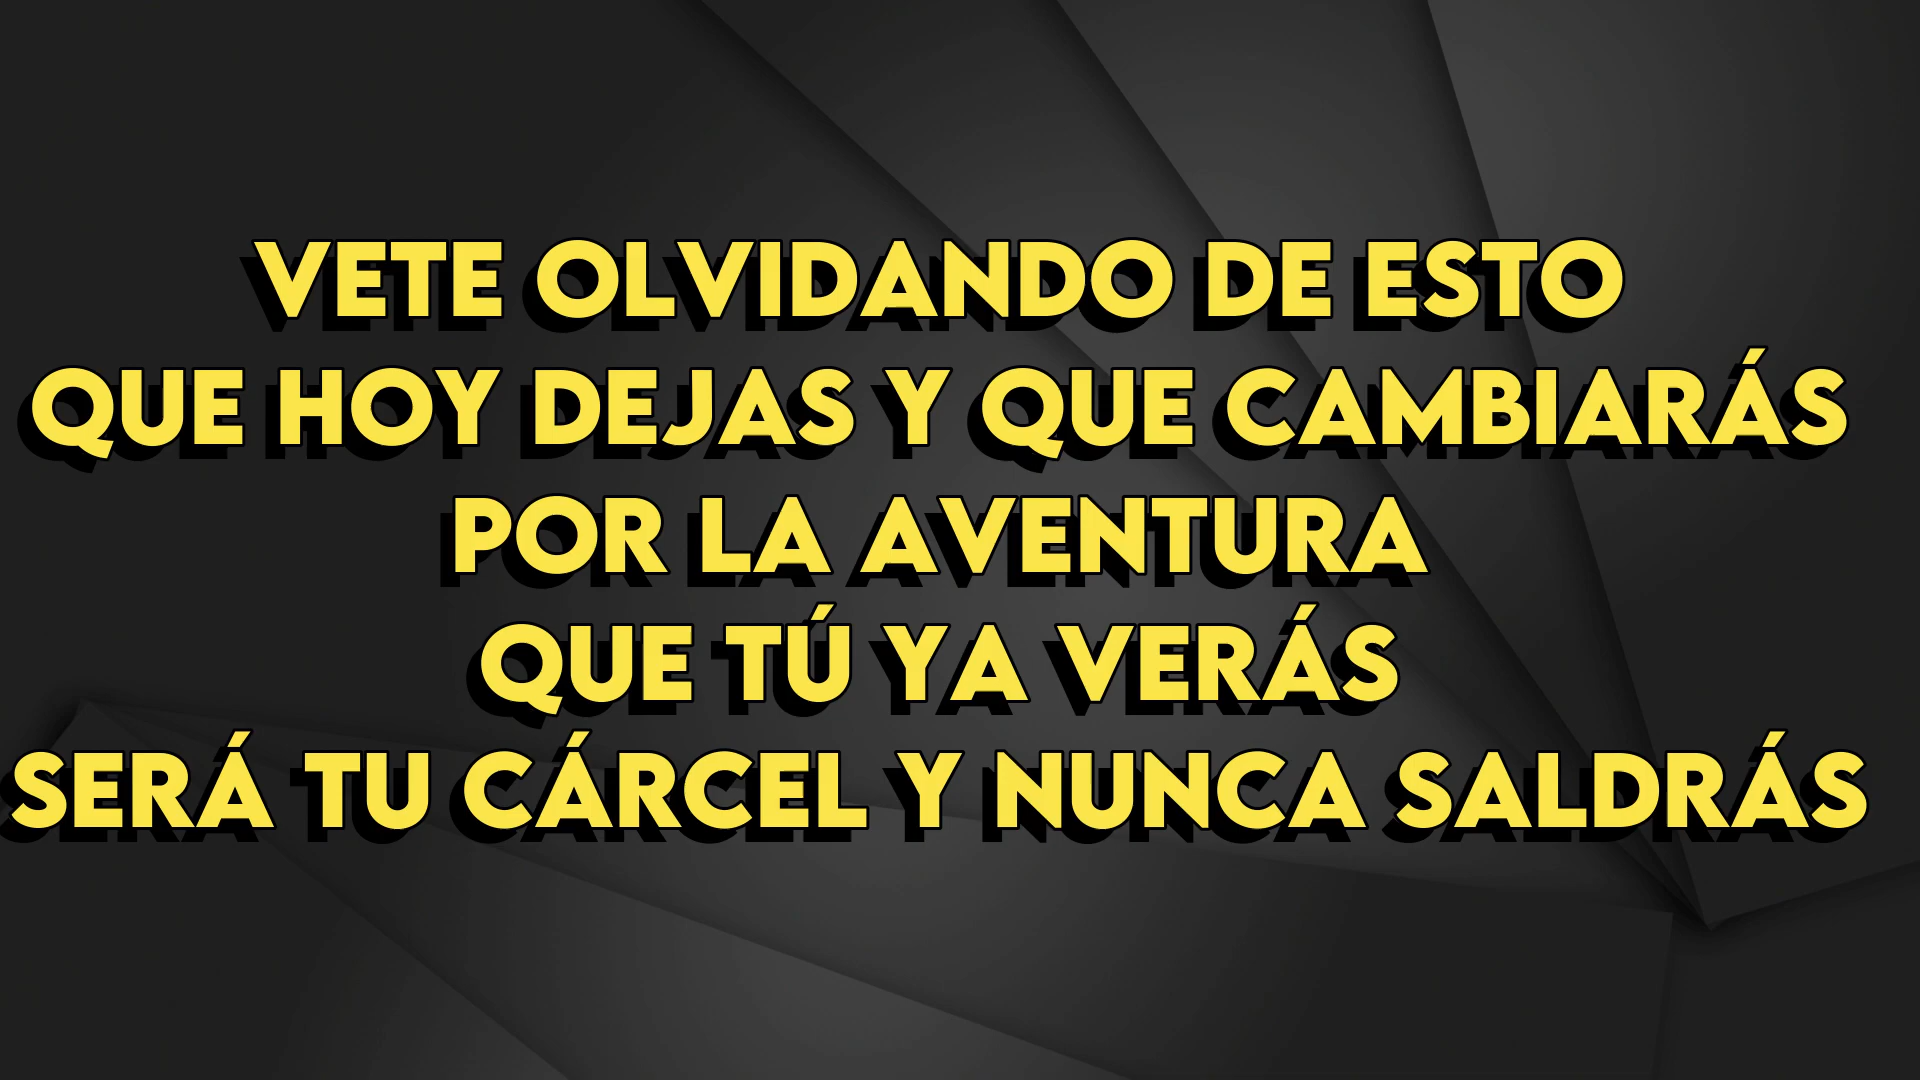 VETE OLVIDANDO DE ESTO
QUE HOY DEJAS Y QUE CAMBIARÁS
POR LA AVENTURA
QUE TÚ YA VERÁS
SERÁ TU CÁRCEL Y NUNCA SALDRÁS